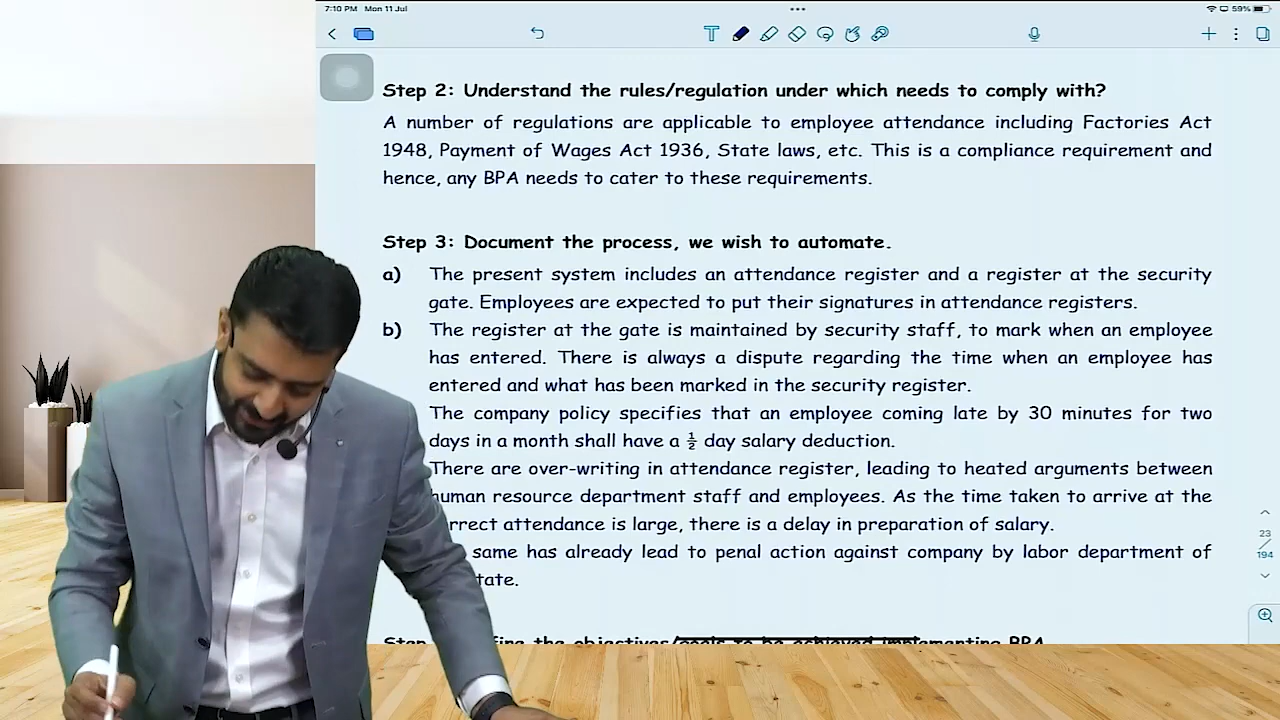 7:10 PM Mon 11 Jul
59%
Step 2: Understand the rules/regulation under which needs to comply with?
A number of regulations are applicable to employee attendance including Factories Act
1948, Payment of Wages Act 1936, State laws, etc. This is a compliance requirement and
hence, any BPA needs to cater to these requirements.
Step 3: Document the process, we wish to automate.
a) The present system includes an attendance register and a register at the security
gate. Employees are expected to put their signatures in attendance registers.
b) The register at the gate is maintained by security staff, to mark when an employee
has entered. There is always a dispute regarding the time when an employee has
entered and what has been marked in the security register.
The company policy specifies that an employee coming late by 30 minutes for two
days in a month shall have a ½ day salary deduction.
There are over-writing in attendance register, leading to heated arguments between
human resource department staff and employees. As the time taken to arrive at the
rrect attendance is large, there is a delay in preparation of salary.
same has already lead to penal action against company by labor department of
tate.
23
194
the objectives/goals to be achieved implementing BPA